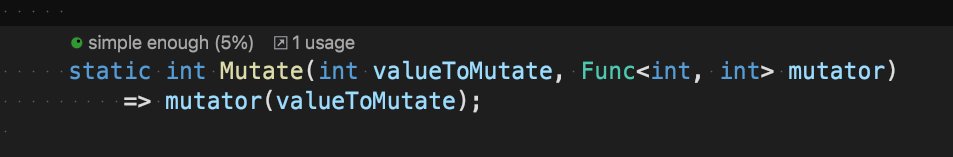 simple enough (5%) 1 usage
static int Mutate(int valueToMutate, Func<int, int> mutator)
=> mutator(valueToMutate);